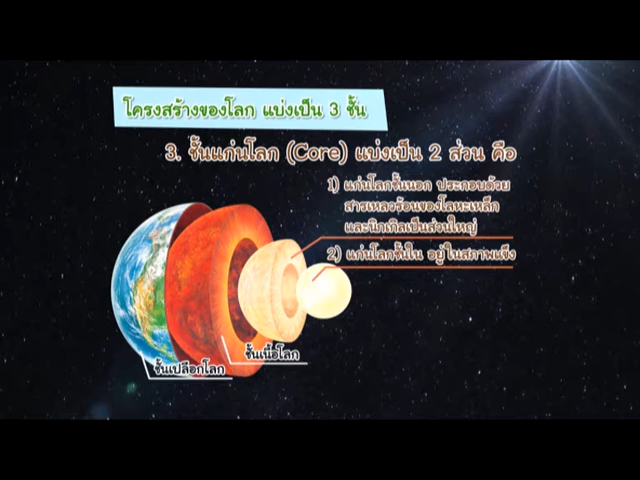 โครงสร้างของโลก แบ่งเป็น 3 ชั้น
3. ชั้นแก่นโลก (Core) แบ่งเป็น 2 ส่วน คือ
1) แก่นโลกชั้นนอก ประกอบด้วย
สารเหลวร้อนของโลหะเหล็ก
และนิกเกิลเป็นส่วนใหญ่
2) แก่นโลกชั้นใน อยู่ในสภาพแข็ง
ชั้นเนื้อโลก
ชั้นเปลือกโลก